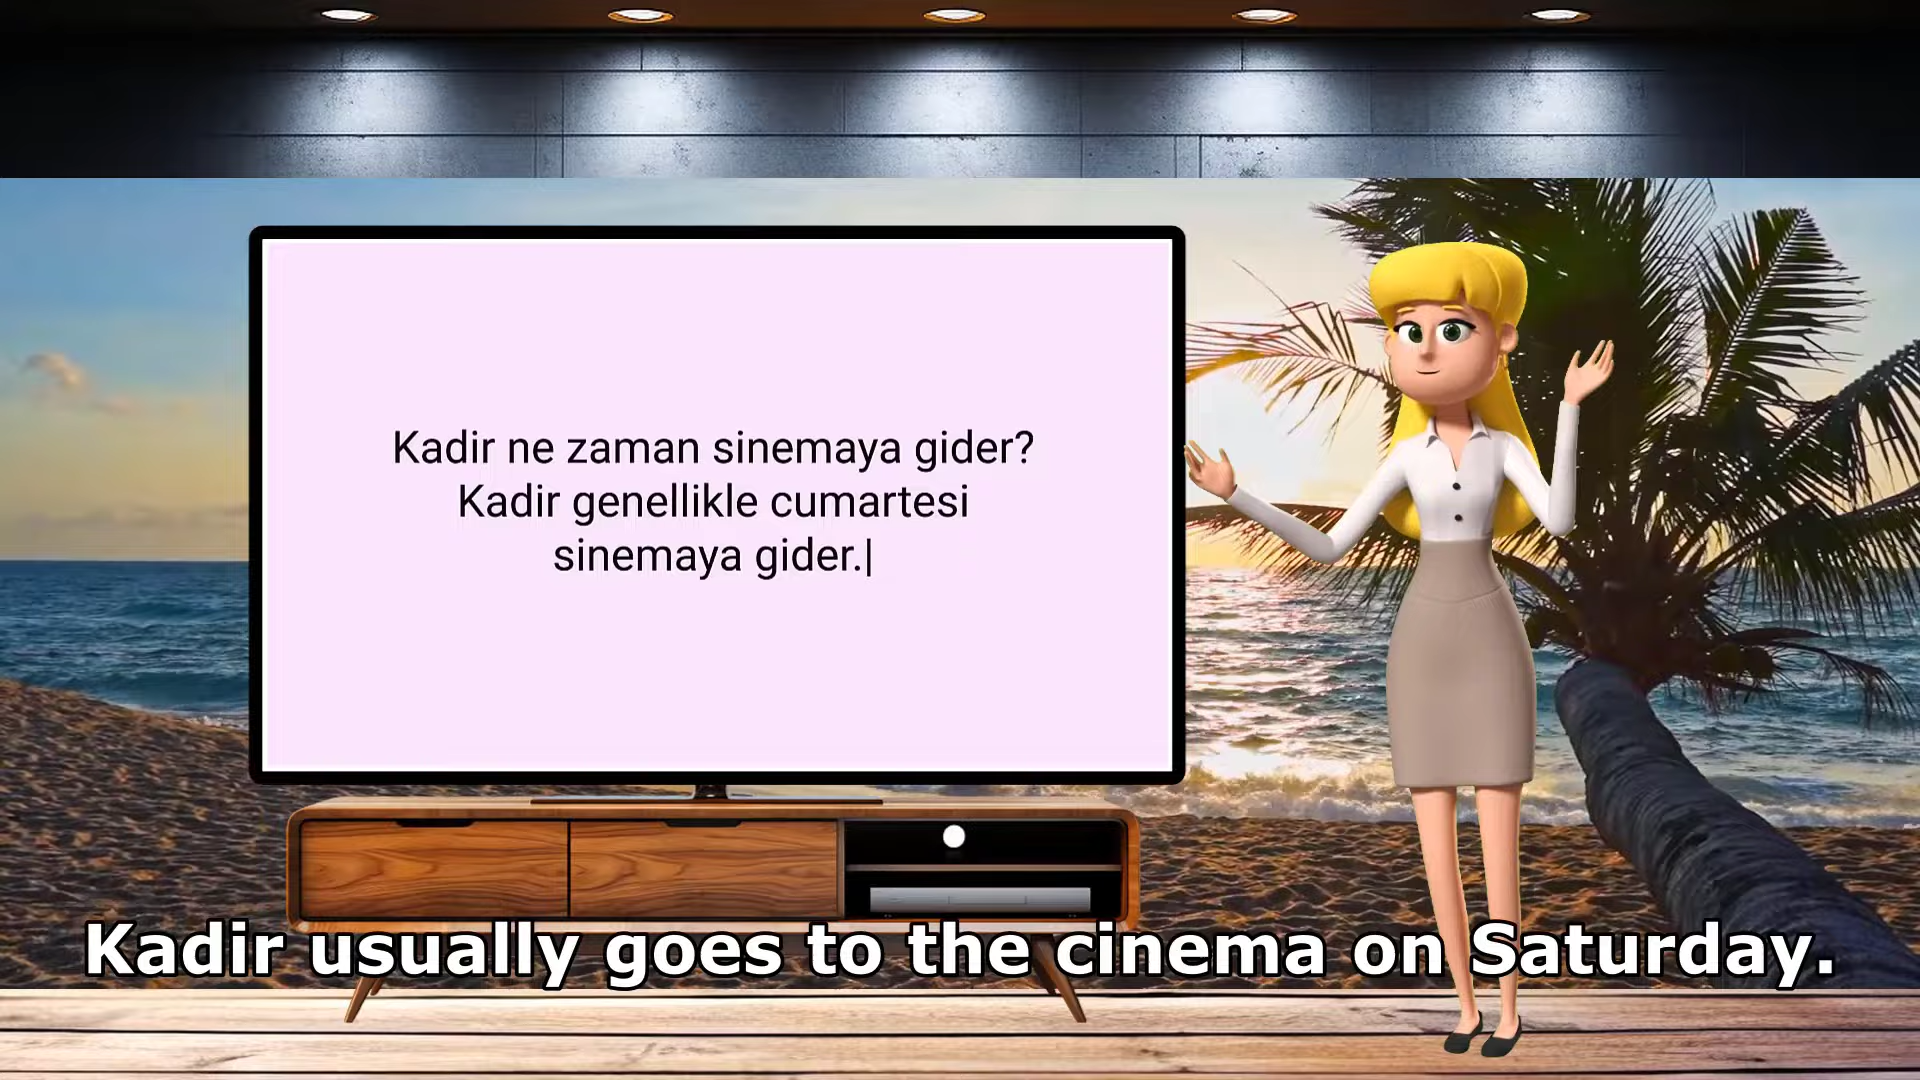 Kadir ne zaman sinemaya gider?
Kadir genellikle cumartesi
sinemaya gider.|
Kadir usually goes to the cinema on Saturday.